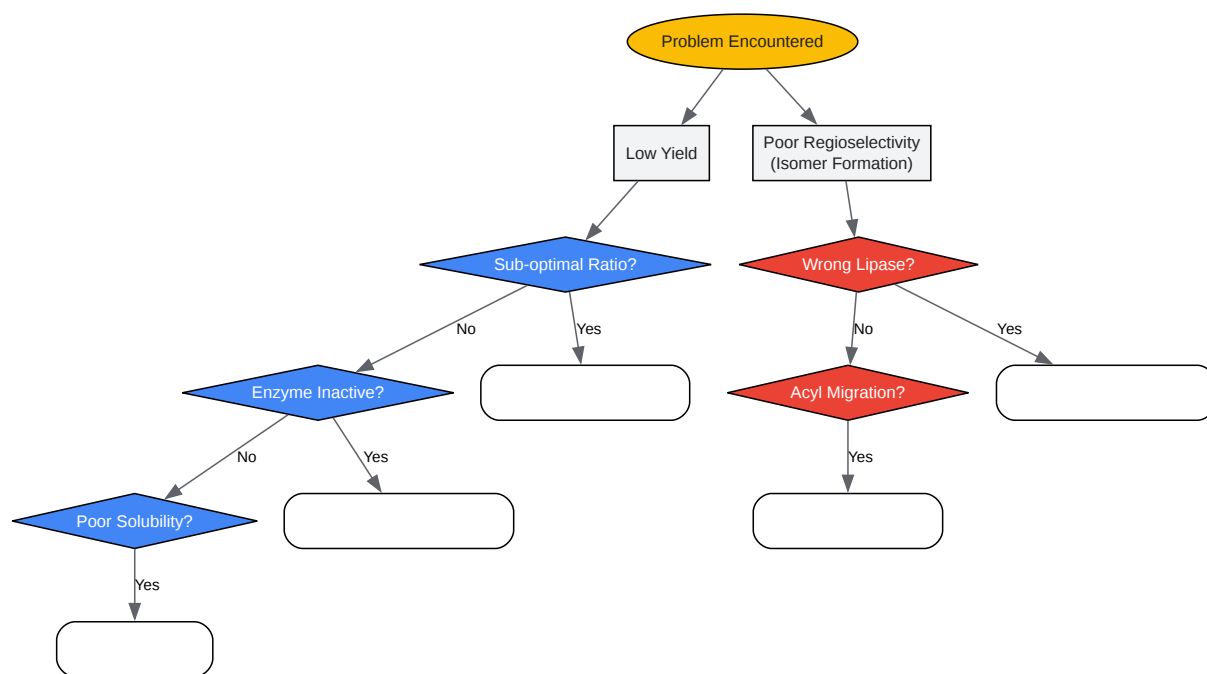 Problem Encountered
Low Yield
Poor Regioselectivity
(Isomer Formation)
Sub-optimal Ratio?
Wrong Lipase?
No
Yes
No
Yes
Enzyme Inactive?
Acyl Migration?
No
Yes
Yes
Poor Solubility?
Yes